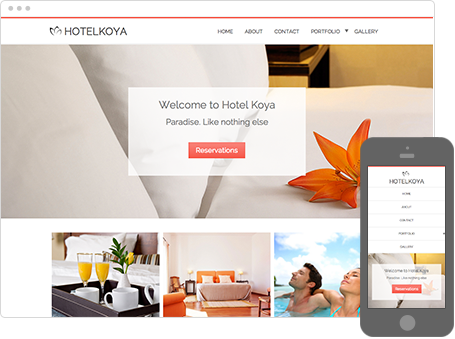 HOTELKOYA
HOME ABOUT CONTACT PORTFOLIO GALLERY
Welcome to Hotel Koya
Paradise. Like nothing else
Reservations
HOTELKOYA
HOME
ABOUT
CONTACT
PORTFOLIO
GALLERY
Welcome to Hotel Koya
Paradise. Like nothing else
Reservations